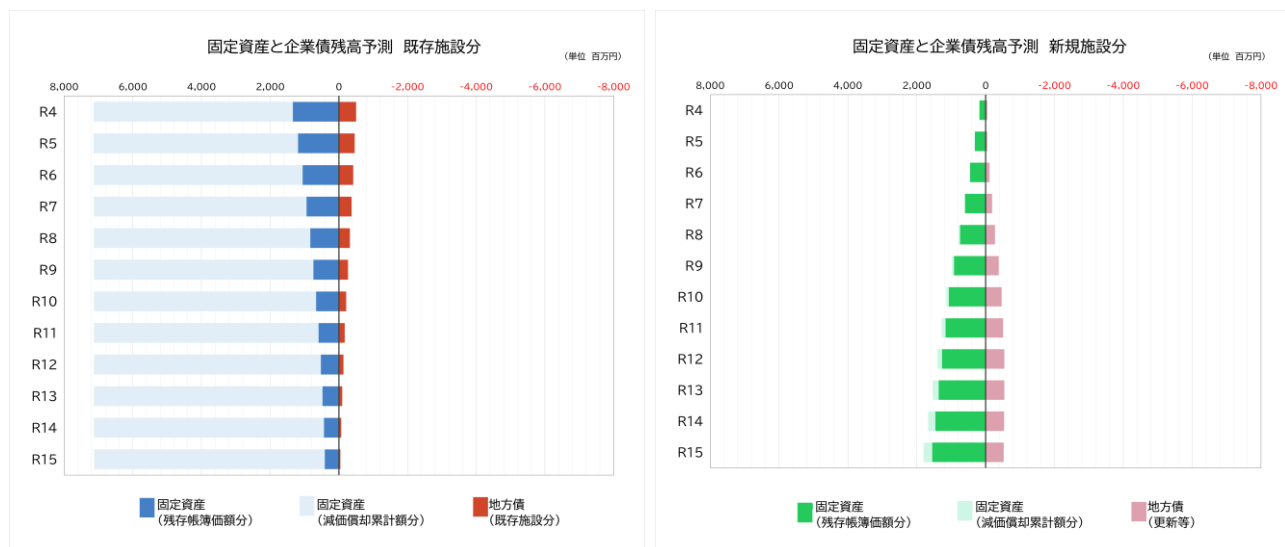 固定資産と企業債残高予測 既存施設分
（単位 百万円）
8,000 6,000 4,000 2,000 0 -2,000 -4,000 -6,000 -8,000
R4
R5
R6
R7
R8
R9
R10
R11
R12
R13
R14
R15
固定資産
（残存帳簿価額分）
固定資産
（減価償却累計額分）
地方債
（既存施設分）
固定資産と企業債残高予測 新規施設分
（単位 百万円）
8,000 6,000 4,000 2,000 0 -2,000 -4,000 -6,000 -8,000
R4
R5
R6
R7
R8
R9
R10
R11
R12
R13
R14
R15
固定資産
（残存帳簿価額分）
固定資産
（減価償却累計額分）
地方債
（更新等）